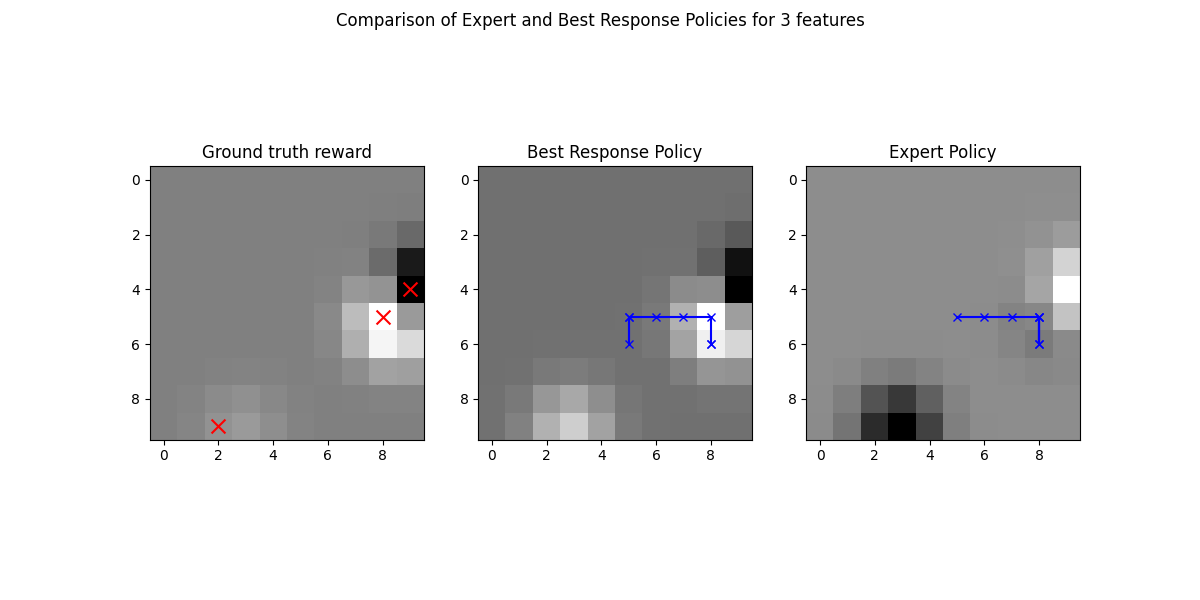 Comparison of Expert and Best Response Policies for 3 features
Ground truth reward
Best Response Policy
Expert Policy
0
2
4
6
8
0
2
4
6
8
0
2
4
6
8
0 2 4 6 8
0 2 4 6 8
0 2 4 6 8